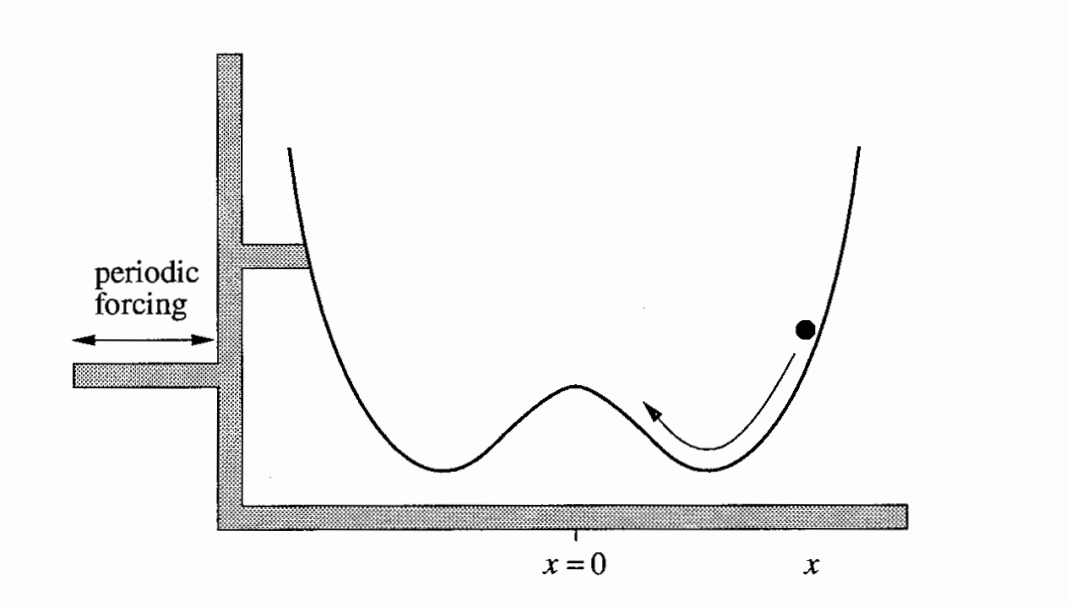 periodic
forcing
x = 0
x